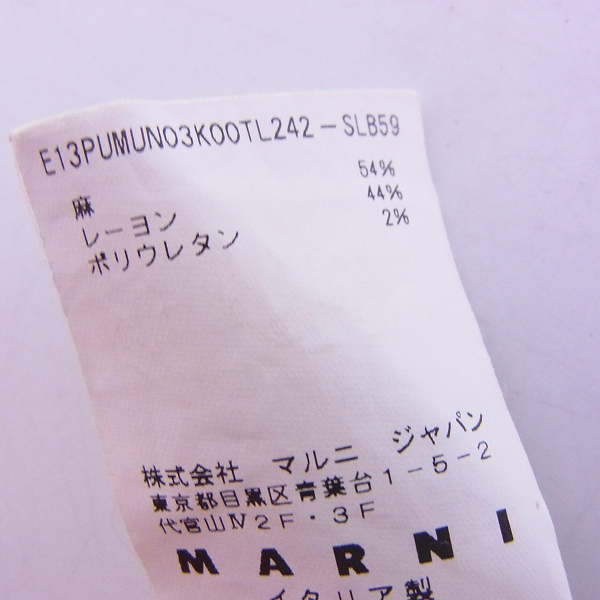 E13PUMUN03K00TL242-SLB59
麻 54%
レーヨン 44%
ポリウレタン 2%
株式会社 マルニ ジャパン
東京都目黒区青葉台1-5-2
代官山Ⅳ2F・3F
MARNI
イタリア製